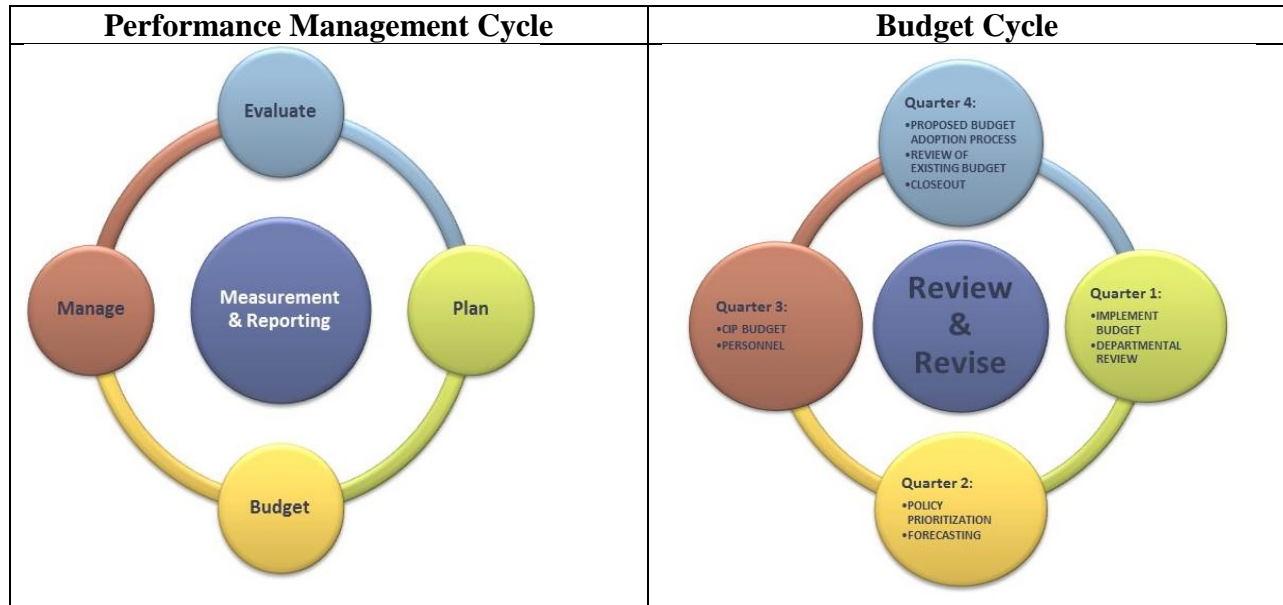 Performance Management Cycle
Evaluate
Manage
Measurement
& Reporting
Plan
Budget
Budget Cycle
Quarter 4:
•PROPOSED BUDGET
ADOPTION PROCESS
•REVIEW OF
EXISTING BUDGET
•CLOSEOUT
Quarter 3:
•CIP BUDGET
•PERSONNEL
Review
&
Revise
Quarter 1:
•IMPLEMENT
BUDGET
•DEPARTMENTAL
REVIEW
Quarter 2:
•POLICY
PRIORITIZATION
•FORECASTING